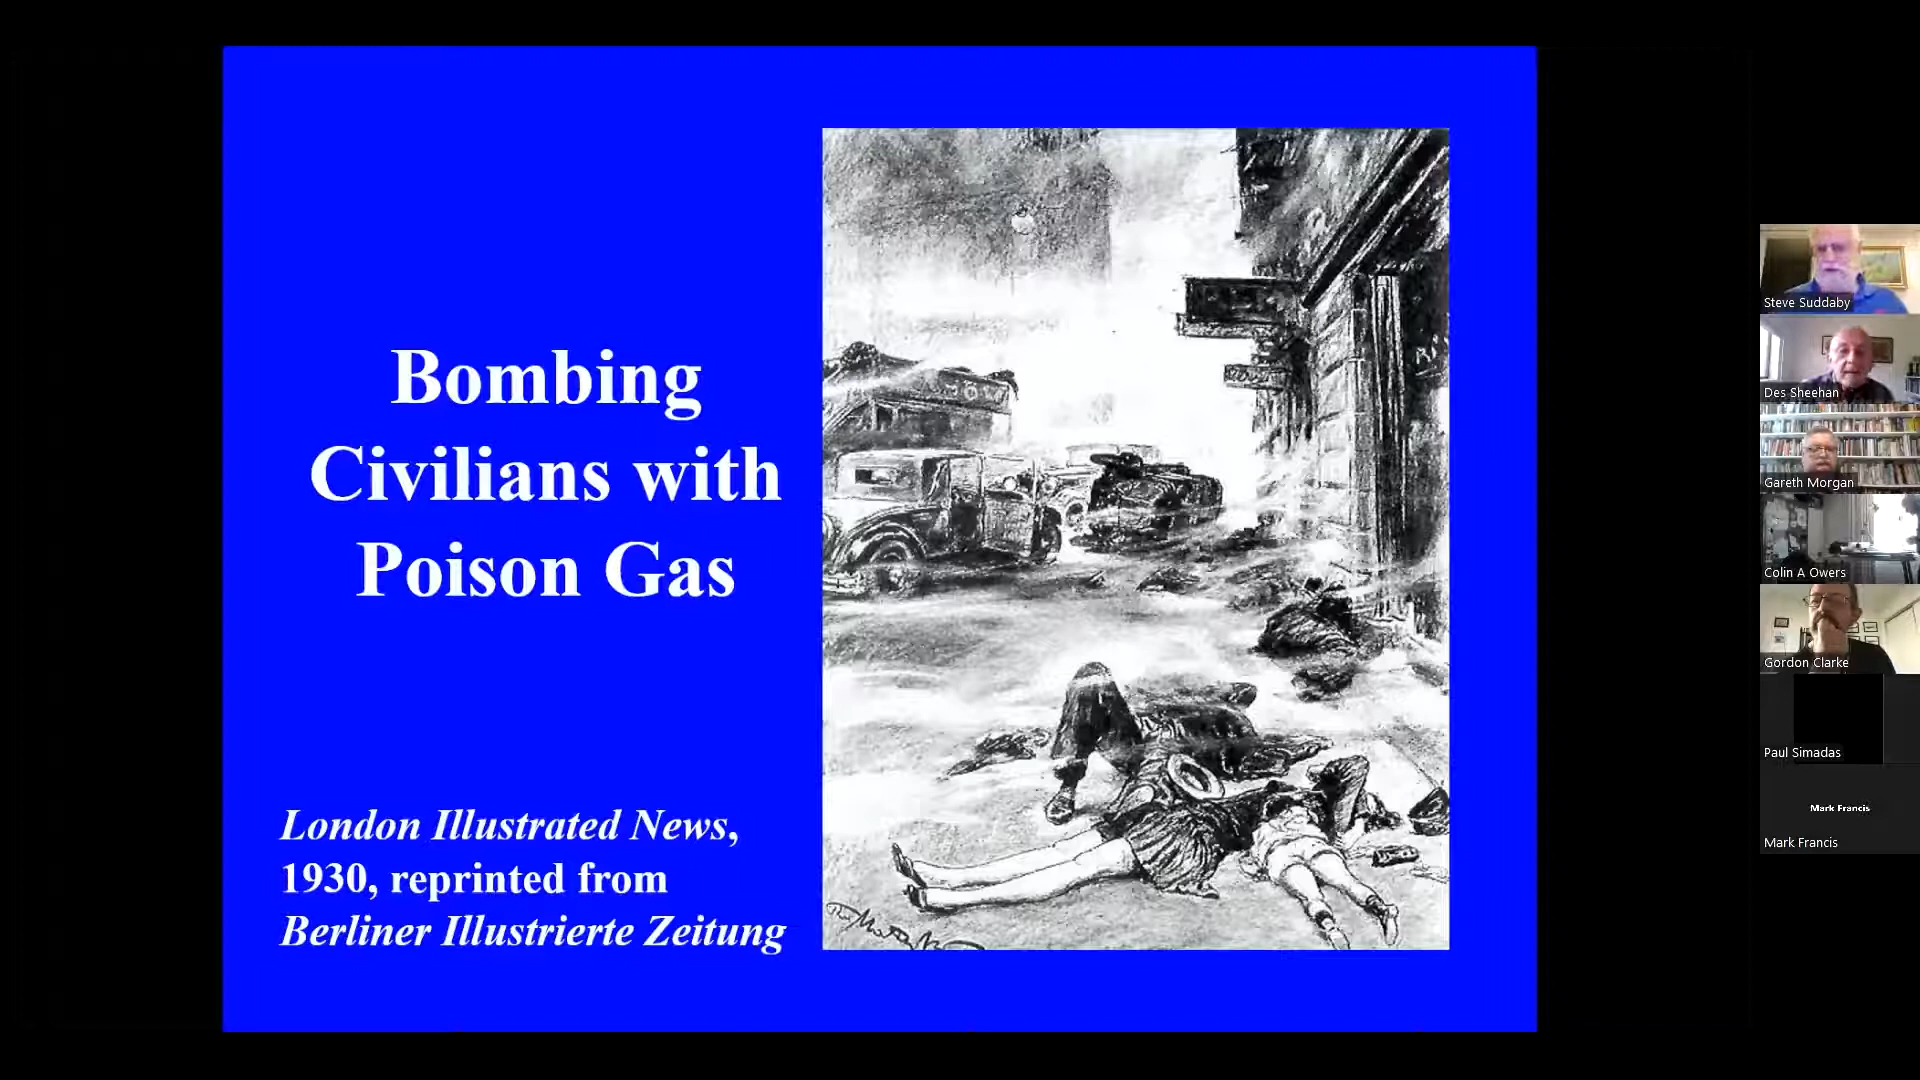 Bombing
Civilians with
Poison Gas
London Illustrated News,
1930, reprinted from
Berliner Illustrierte Zeitung
Steve Suddaby
Des Sheehan
Gareth Morgan
Colin A Owers
Gordon Clarke
Paul Simadas
Mark Francis
Mark Francis